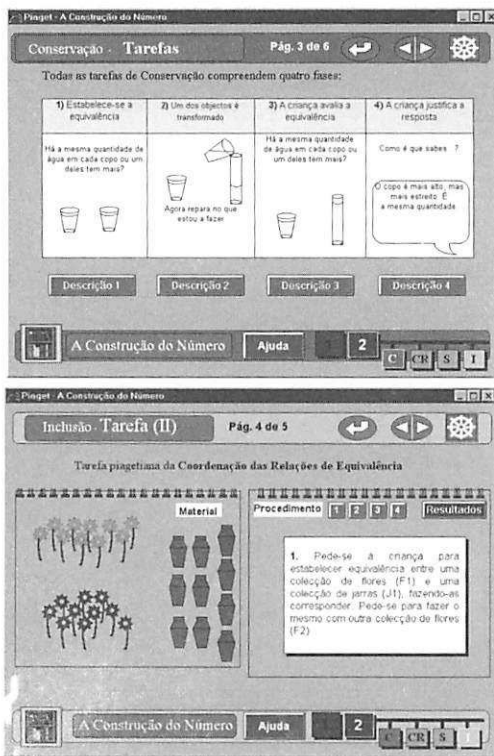 Piaget - A Construção do Número
Conservação - Tarefas
Pág. 3 de 6
Todas as tarefas de Conservação compreendem quatro fases:
1) Estabelece-se a
equivalência
Há a mesma quantidade de
água em cada copo ou um
deles tem mais?
2) Um dos objectos é
transformado
Agora repara no que
estou a fazer
3) A criança avalia a
equivalência
Há a mesma quantidade
de água em cada copo ou
um deles tem mais?
4) A criança justifica a
resposta
Como é que sabes ?
O copo é mais alto, mas
mais estreito. É
a mesma quantidade
Descrição 1
Descrição 2
Descrição 3
Descrição 4
A Construção do Número
Ajuda
1
2
C
CR
S
I
Piaget - A Construção do Número
Inclusão - Tarefa (II)
Pág. 4 de 5
Tarefa piagetiana da Coordenação das Relações de Equivalência
Material
Procedimento
1
2
3
4
Resultados
1. Pede-se à criança para
estabelecer equivalência entre uma
colecção de flores (F1) e uma
colecção de jarras (J1), fazendo-as
corresponder. Pede-se para fazer o
mesmo com outra colecção de flores
(F2)
A Construção do Número
Ajuda
1
2
C
CR
S
I